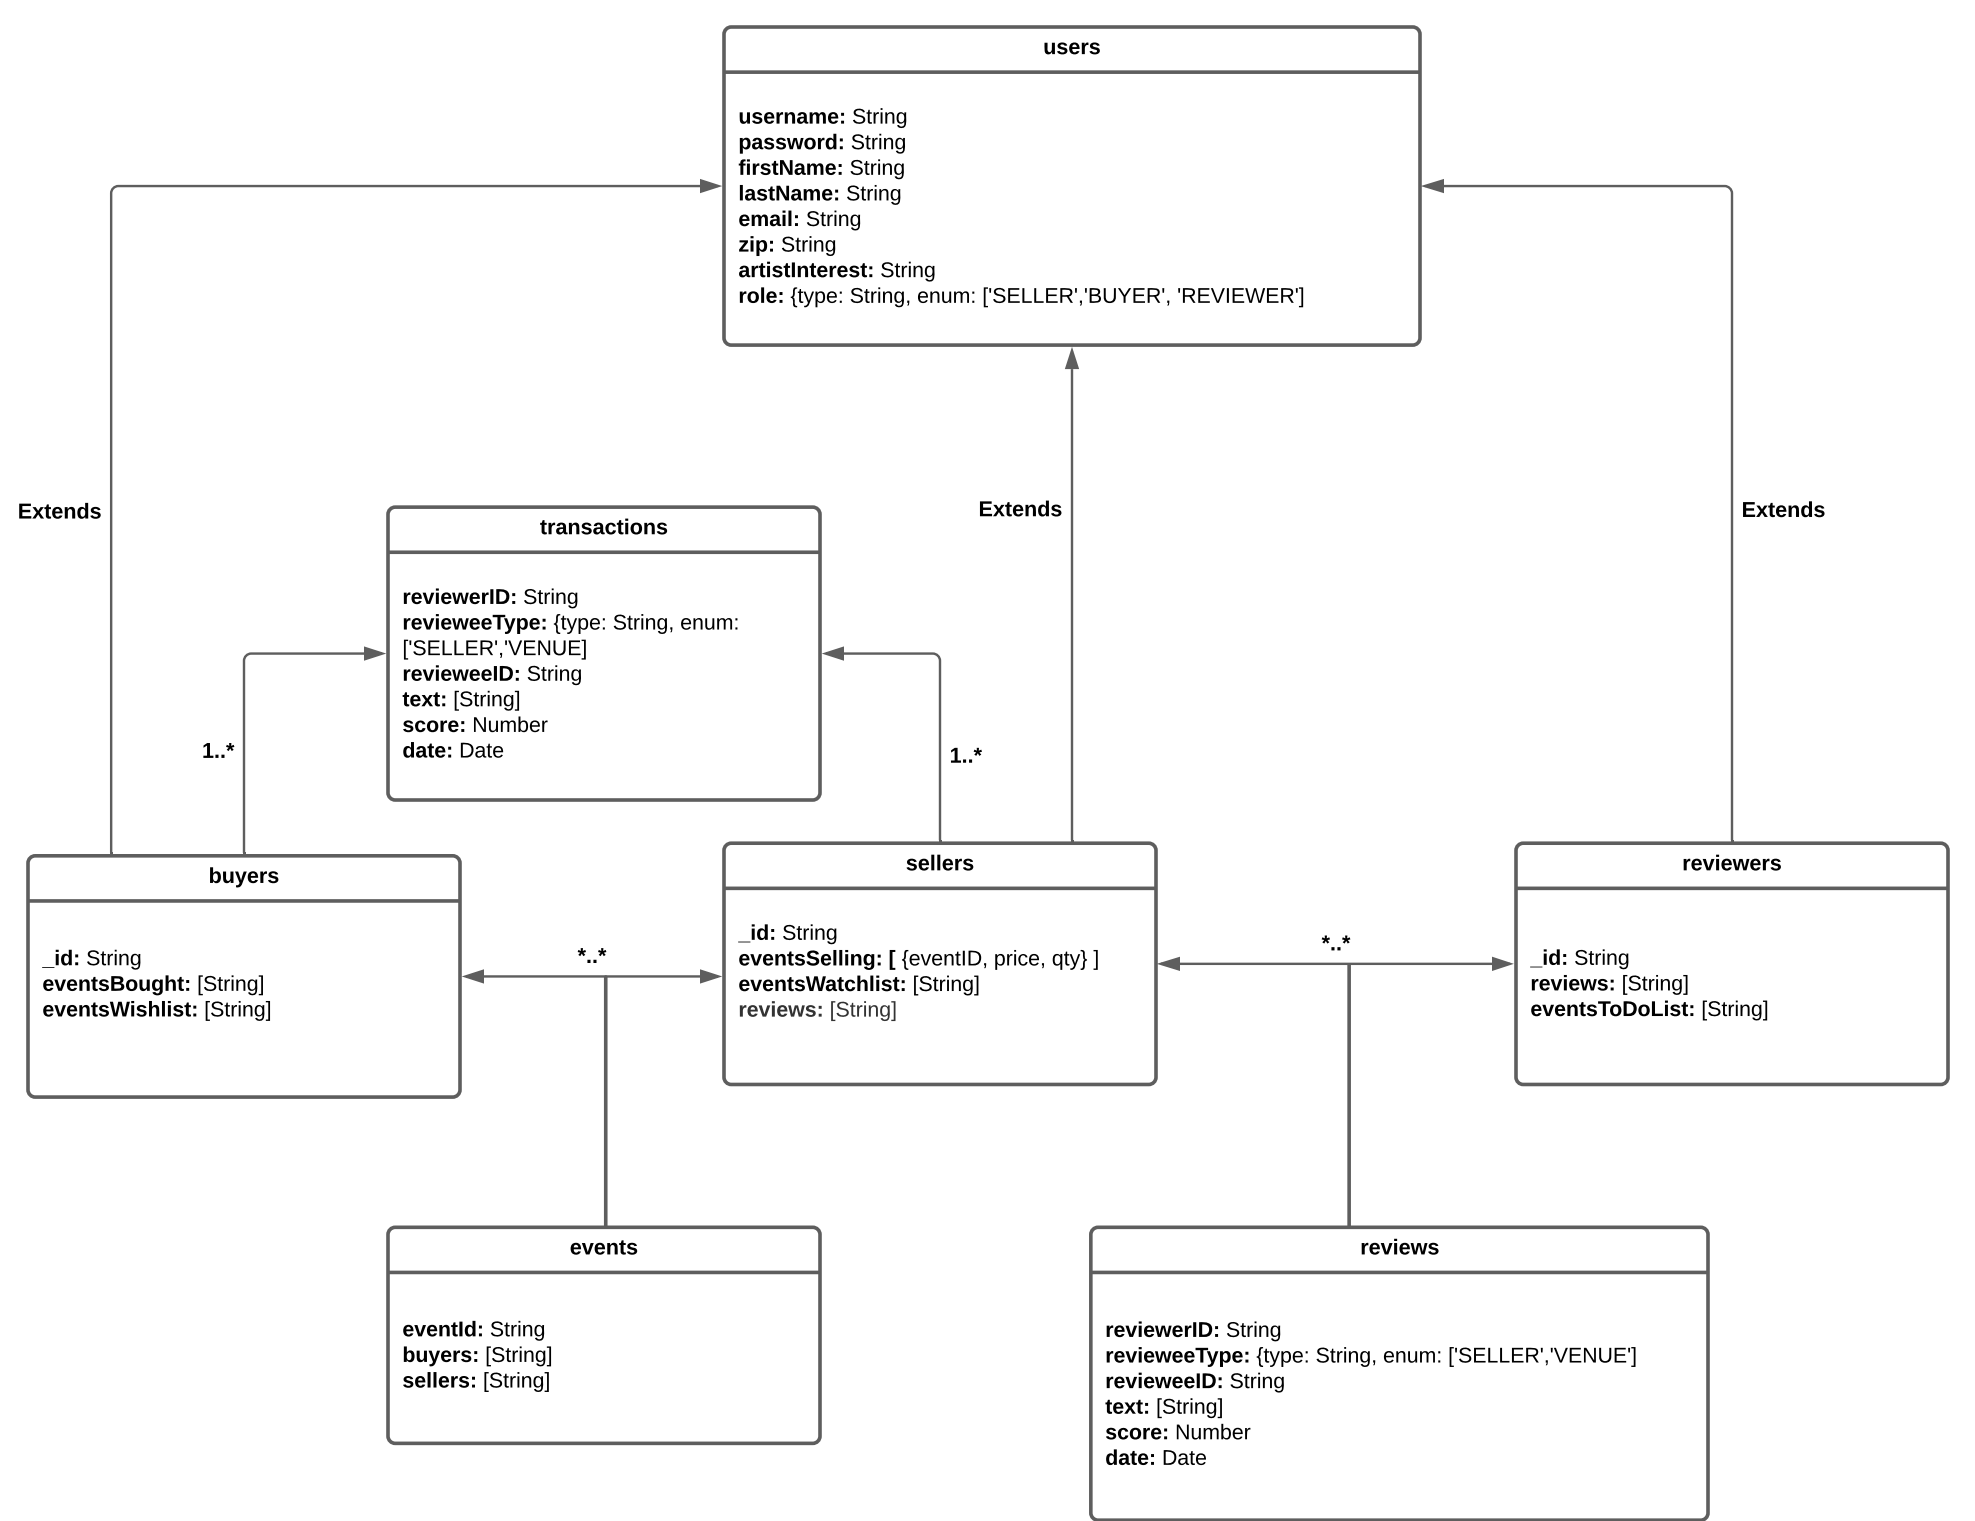 users
username: String
password: String
firstName: String
lastName: String
email: String
zip: String
artistInterest: String
role: {type: String, enum: ['SELLER','BUYER', 'REVIEWER']
Extends
Extends
Extends
transactions
reviewerID: String
revieweeType: {type: String, enum:
['SELLER','VENUE]
revieweeID: String
text: [String]
score: Number
date: Date
1..*
1..*
buyers
_id: String
eventsBought: [String]
eventsWishlist: [String]
*..*
sellers
_id: String
eventsSelling: [ {eventID, price, qty} ]
eventsWatchlist: [String]
reviews: [String]
*..*
reviewers
_id: String
reviews: [String]
eventsToDoList: [String]
events
eventId: String
buyers: [String]
sellers: [String]
reviews
reviewerID: String
revieweeType: {type: String, enum: ['SELLER','VENUE']
revieweeID: String
text: [String]
score: Number
date: Date